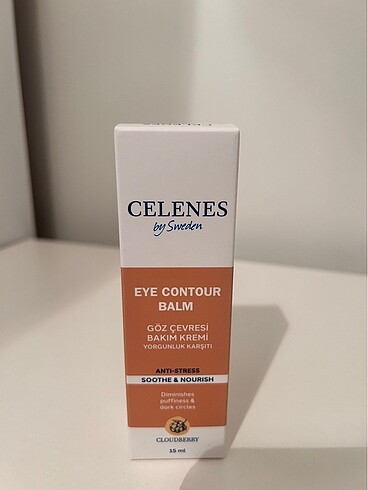 CELENES
by Sweden
EYE CONTOUR
BALM
GÖZ ÇEVRESİ
BAKIM KREMİ
YORGUNLUK KARŞITI
ANTI-STRESS
SOOTHE & NOURISH
Diminishes
puffiness &
dark circles
CLOUDBERRY
15 ml